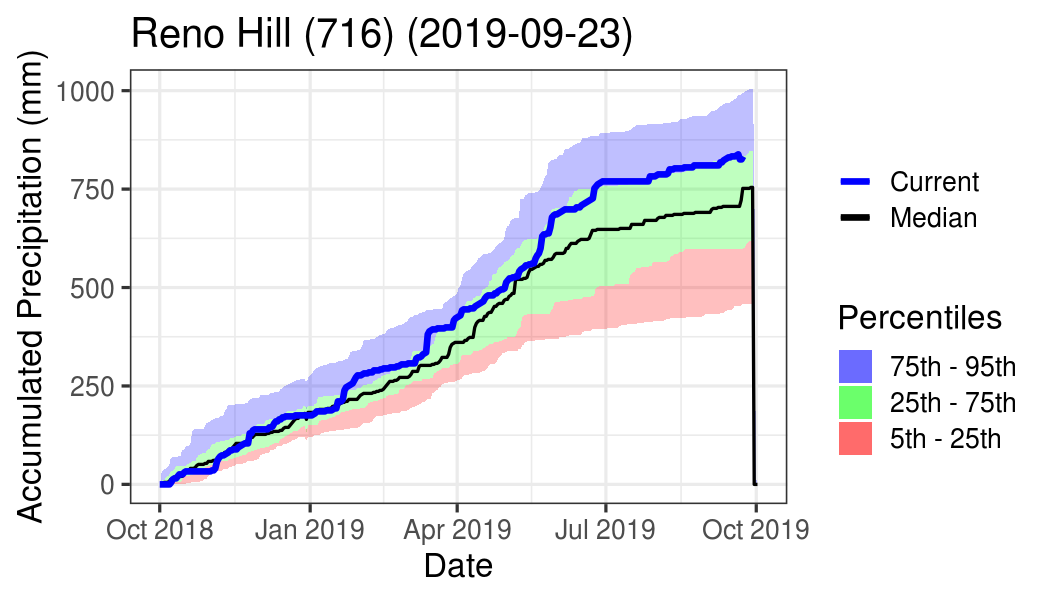 Reno Hill (716) (2019-09-23)
Accumulated Precipitation (mm)
1000
750
500
250
0
Oct 2018
Jan 2019
Apr 2019
Jul 2019
Oct 2019
Date
Current
Median
Percentiles
75th - 95th
25th - 75th
5th - 25th